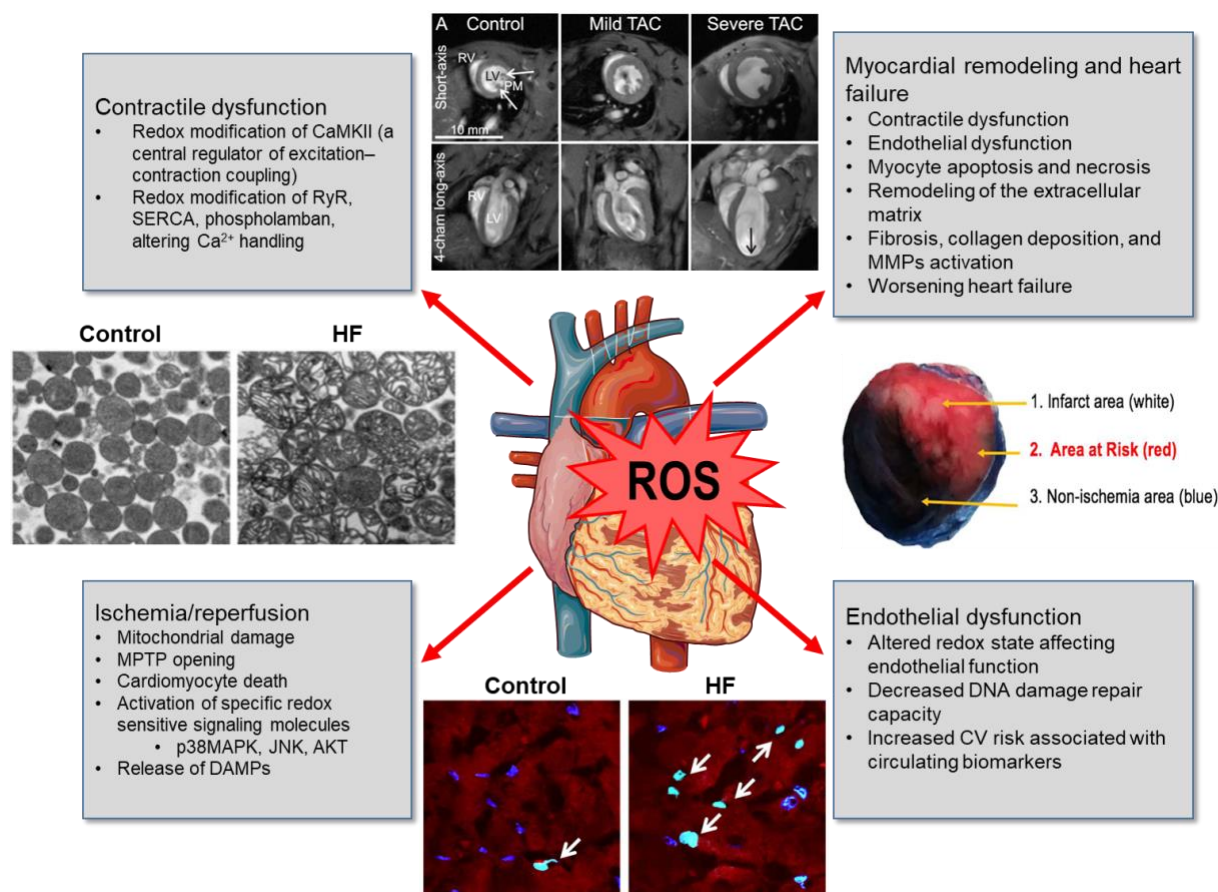 A
Control
Mild TAC
Severe TAC
Short-axis
RV
LV
PM
10 mm
4-cham long-axis
RV
LV
Contractile dysfunction
• Redox modification of CaMKII (a
central regulator of excitation–
contraction coupling)
• Redox modification of RyR,
SERCA, phospholamban,
altering Ca²⁺ handling
Myocardial remodeling and heart
failure
• Contractile dysfunction
• Endothelial dysfunction
• Myocyte apoptosis and necrosis
• Remodeling of the extracellular
matrix
• Fibrosis, collagen deposition, and
MMPs activation
• Worsening heart failure
Control
HF
ROS
1. Infarct area (white)
2. Area at Risk (red)
3. Non-ischemia area (blue)
Ischemia/reperfusion
• Mitochondrial damage
• MPTP opening
• Cardiomyocyte death
• Activation of specific redox
sensitive signaling molecules
• p38MAPK, JNK, AKT
• Release of DAMPs
Control
HF
Endothelial dysfunction
• Altered redox state affecting
endothelial function
• Decreased DNA damage repair
capacity
• Increased CV risk associated with
circulating biomarkers